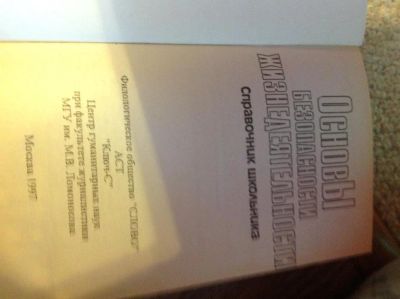 Основы
БЕЗОПАСНОСТИ
ЖИЗНЕДЕЯТЕЛЬНОСТИ
справочник школьника
Филологическое общество "СЛОВО"
АСТ
"Ключ-С"
Центр гуманитарных наук
при факультете журналистики
МГУ им. М.В. Ломоносова
Москва 1997